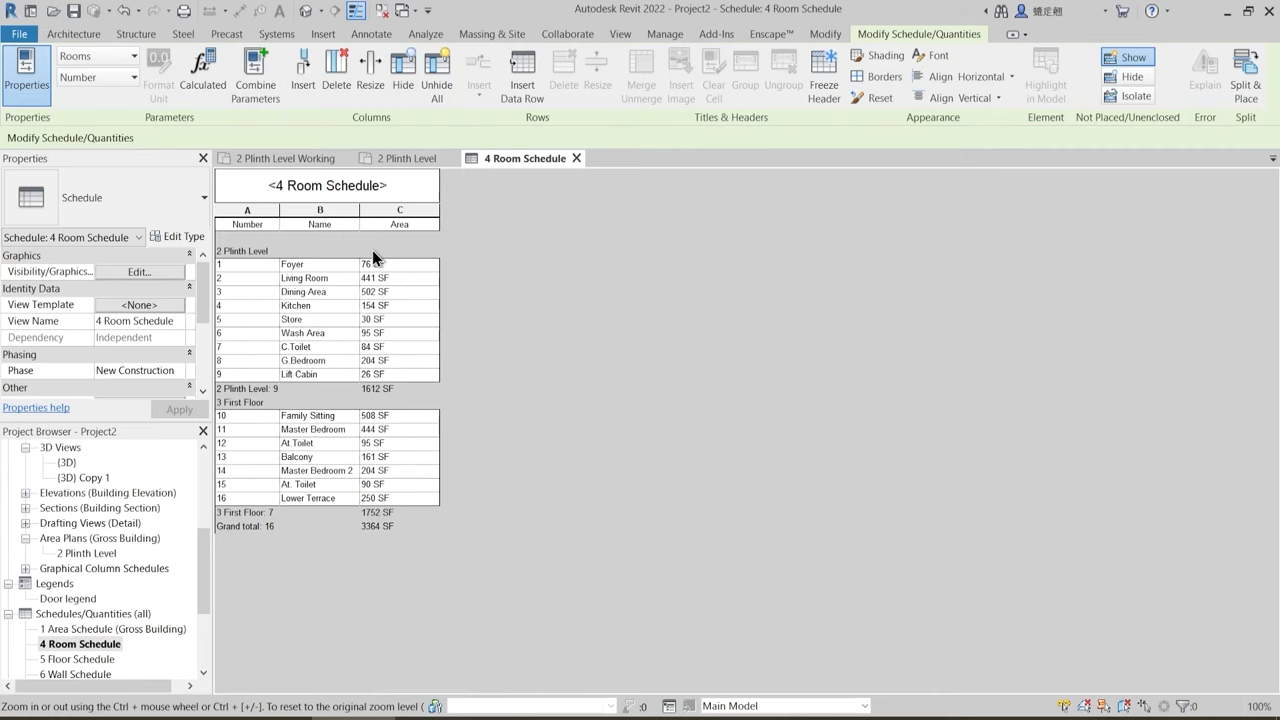 Autodesk Revit 2022 - Project2 - Schedule: 4 Room Schedule
File Architecture Structure Steel Precast Systems Insert Annotate Analyze Massing & Site Collaborate View Manage Add-Ins Enscape™ Modify Modify Schedule/Quantities
Rooms
Number
Properties
Format Unit
Calculated
Combine Parameters
Insert
Delete
Resize
Hide
Unhide All
Insert
Insert Data Row
Delete
Resize
Merge Unmerge
Insert Image
Clear Cell
Group
Ungroup
Freeze Header
Shading
Borders
Reset
Font
Align Horizontal
Align Vertical
Highlight in Model
Show
Hide
Isolate
Explain
Split & Place
Properties Parameters Columns Rows Titles & Headers Appearance Element Not Placed/Unenclosed Error Split
Modify Schedule/Quantities
Properties
Schedule
Schedule: 4 Room Schedule
Edit Type
Graphics
Visibility/Graphics... Edit...
Identity Data
View Template <None>
View Name 4 Room Schedule
Dependency Independent
Phasing
Phase New Construction
Other
Properties help Apply
Project Browser - Project2
3D Views
{3D}
{3D} Copy 1
Elevations (Building Elevation)
Sections (Building Section)
Drafting Views (Detail)
Area Plans (Gross Building)
2 Plinth Level
Graphical Column Schedules
Legends
Door legend
Schedules/Quantities (all)
1 Area Schedule (Gross Building)
4 Room Schedule
5 Floor Schedule
6 Wall Schedule
2 Plinth Level Working 2 Plinth Level 4 Room Schedule
<4 Room Schedule>
A B C
Number Name Area
2 Plinth Level
1 Foyer 76
2 Living Room 441 SF
3 Dining Area 502 SF
4 Kitchen 154 SF
5 Store 30 SF
6 Wash Area 95 SF
7 C.Toilet 84 SF
8 G.Bedroom 204 SF
9 Lift Cabin 26 SF
2 Plinth Level: 9 1612 SF
3 First Floor
10 Family Sitting 508 SF
11 Master Bedroom 444 SF
12 At.Toilet 95 SF
13 Balcony 161 SF
14 Master Bedroom 2 204 SF
15 At. Toilet 90 SF
16 Lower Terrace 250 SF
3 First Floor: 7 1752 SF
Grand total: 16 3364 SF
Zoom in or out using the Ctrl + mouse wheel or Ctrl + [+/-]. To reset to the original zoom level (
:0
Main Model
:0
100%